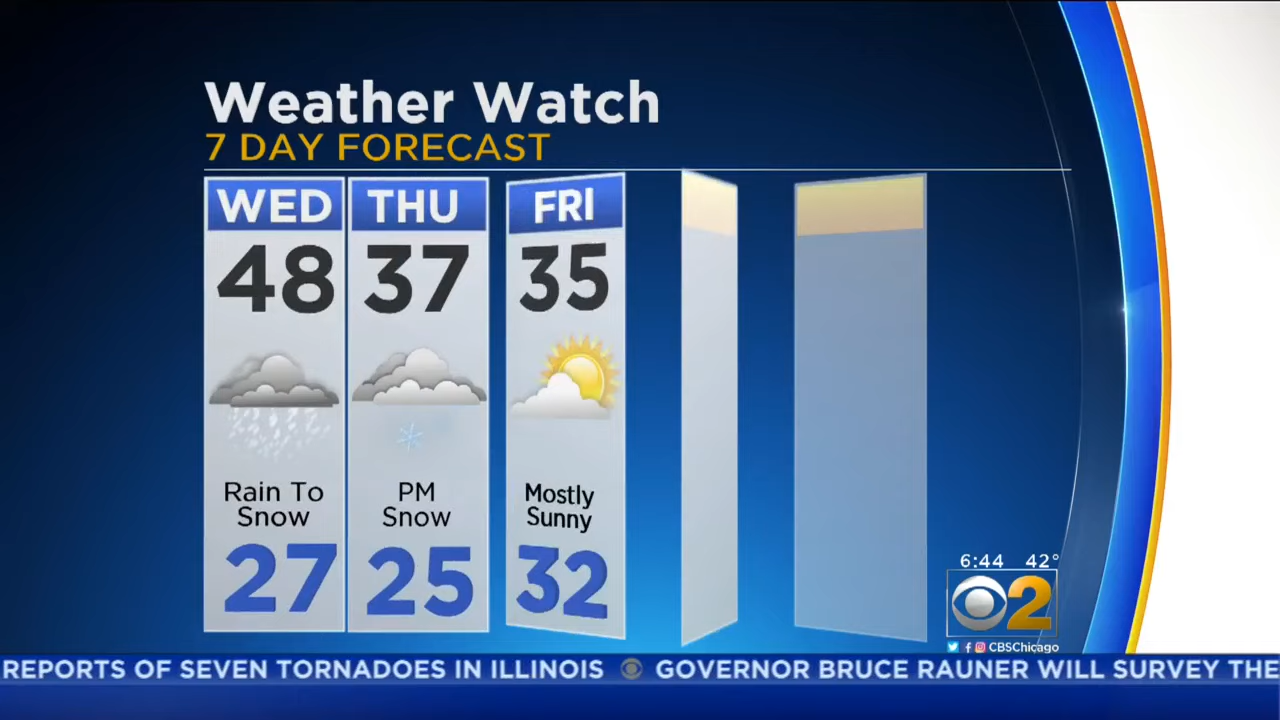 Weather Watch
7 DAY FORECAST
WED
48
Rain To
Snow
27
THU
37
PM
Snow
25
FRI
35
Mostly
Sunny
32
6:44 42°
2
CBSChicago
REPORTS OF SEVEN TORNADOES IN ILLINOIS GOVERNOR BRUCE RAUNER WILL SURVEY THE